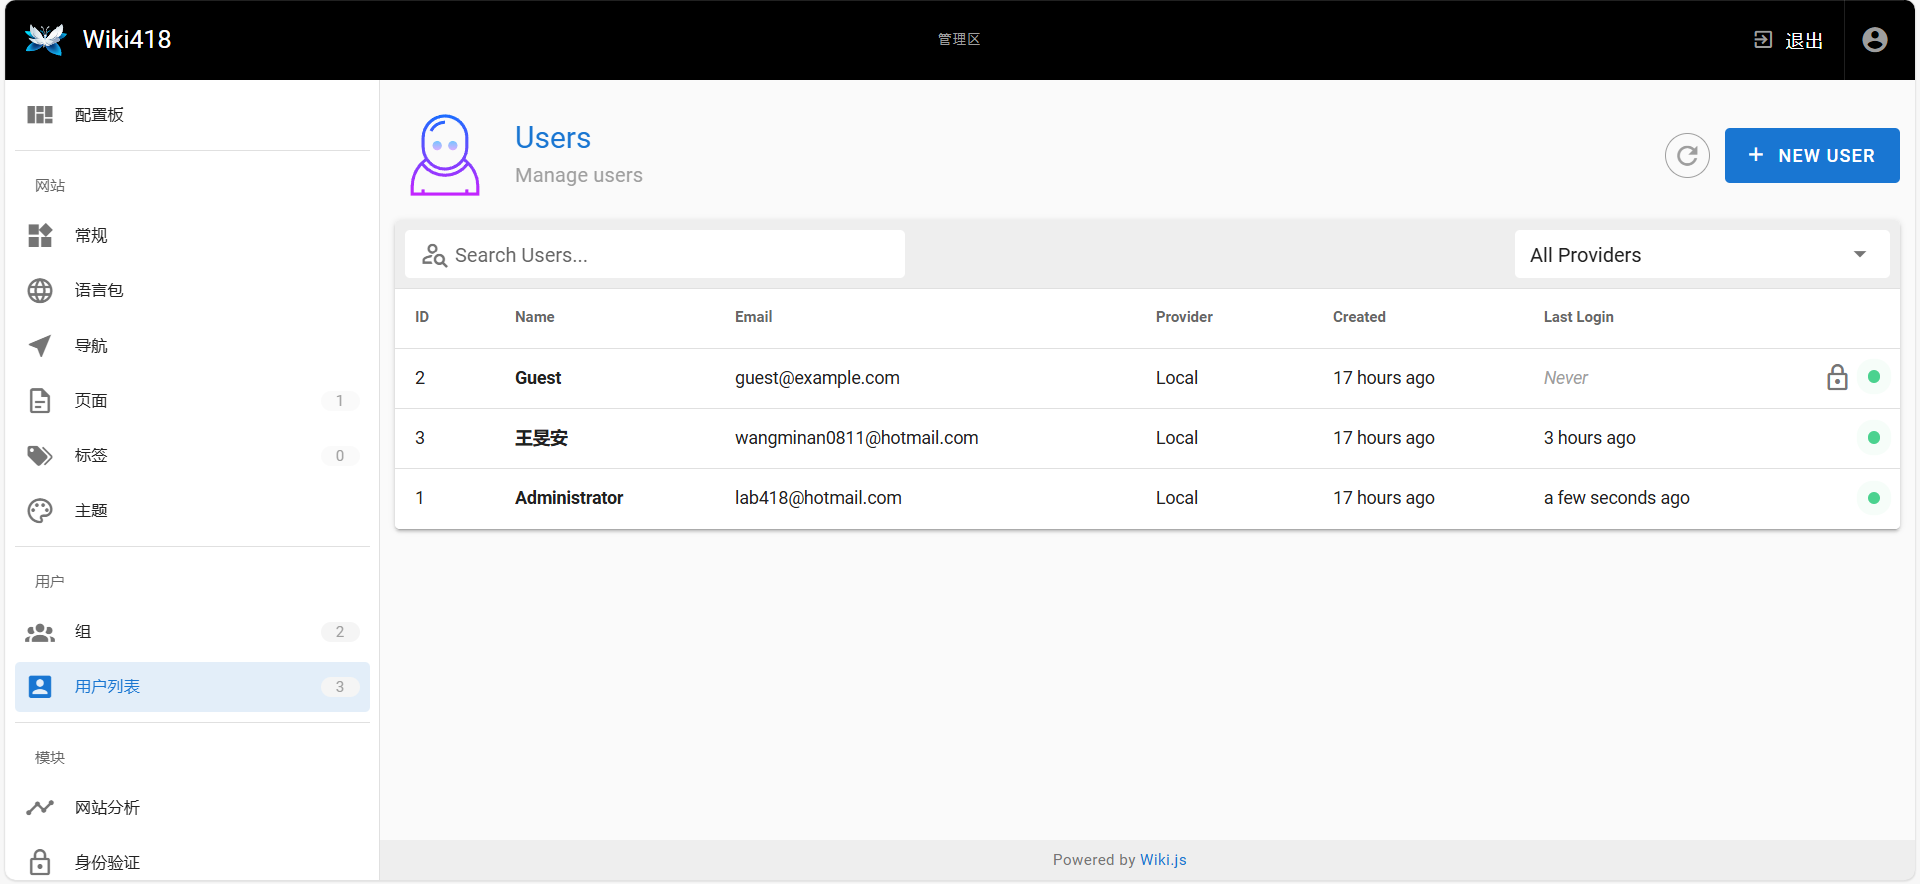 Wiki418
管理区
退出
配置板
网站
常规
语言包
导航
页面 1
标签 0
主题
用户
组 2
用户列表 3
模块
网站分析
身份验证
Users
Manage users
NEW USER
Search Users...
All Providers
ID Name Email Provider Created Last Login
2 Guest guest@example.com Local 17 hours ago Never
3 王旻安 wangminan0811@hotmail.com Local 17 hours ago 3 hours ago
1 Administrator lab418@hotmail.com Local 17 hours ago a few seconds ago
Powered by Wiki.js